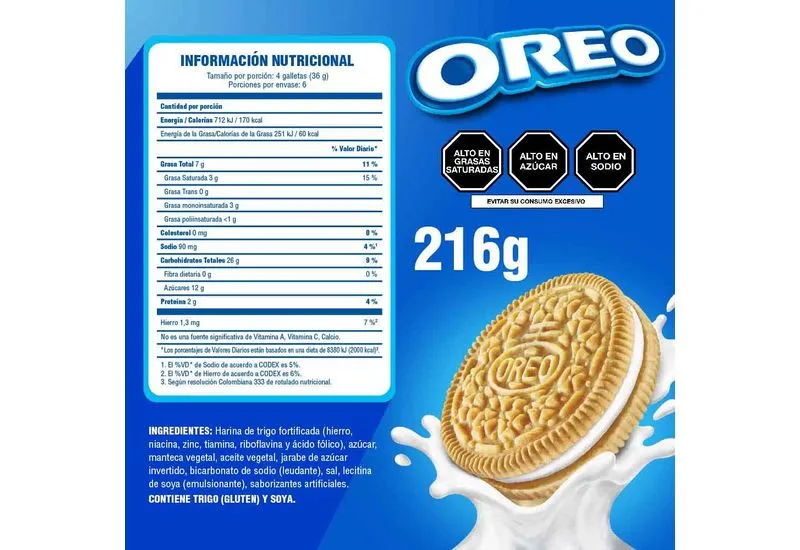 INFORMACIÓN NUTRICIONAL
Tamaño por porción: 4 galletas (36 g)
Porciones por envase: 6
Cantidad por porción
Energía / Calorías 712 kJ / 170 kcal
Energía de la Grasa/Calorías de la Grasa 251 kJ / 60 kcal
% Valor Diario*
Grasa Total 7 g 11 %
Grasa Saturada 3 g 15 %
Grasa Trans 0 g
Grasa monoinsaturada 3 g
Grasa poliinsaturada <1 g
Colesterol 0 mg 0 %
Sodio 90 mg 4 %¹
Carbohidratos Totales 26 g 9 %
Fibra dietaria 0 g 0 %
Azúcares 12 g
Proteína 2 g 4 %
Hierro 1,3 mg 7 %²
No es una fuente significativa de Vitamina A, Vitamina C, Calcio.
*Los porcentajes de Valores Diarios están basados en una dieta de 8380 kJ (2000 kcal)³.
1. El %VD* de Sodio de acuerdo a CODEX es 5%.
2. El %VD* de Hierro de acuerdo a CODEX es 6%.
3. Según resolución Colombiana 333 de rotulado nutricional.
INGREDIENTES: Harina de trigo fortificada (hierro,
niacina, zinc, tiamina, riboflavina y ácido fólico), azúcar,
manteca vegetal, aceite vegetal, jarabe de azúcar
invertido, bicarbonato de sodio (leudante), sal, lecitina
de soya (emulsionante), saborizantes artificiales.
CONTIENE TRIGO (GLUTEN) Y SOYA.
OREO
ALTO EN
GRASAS
SATURADAS
ALTO EN
AZÚCAR
ALTO EN
SODIO
EVITAR SU CONSUMO EXCESIVO
216g
OREO